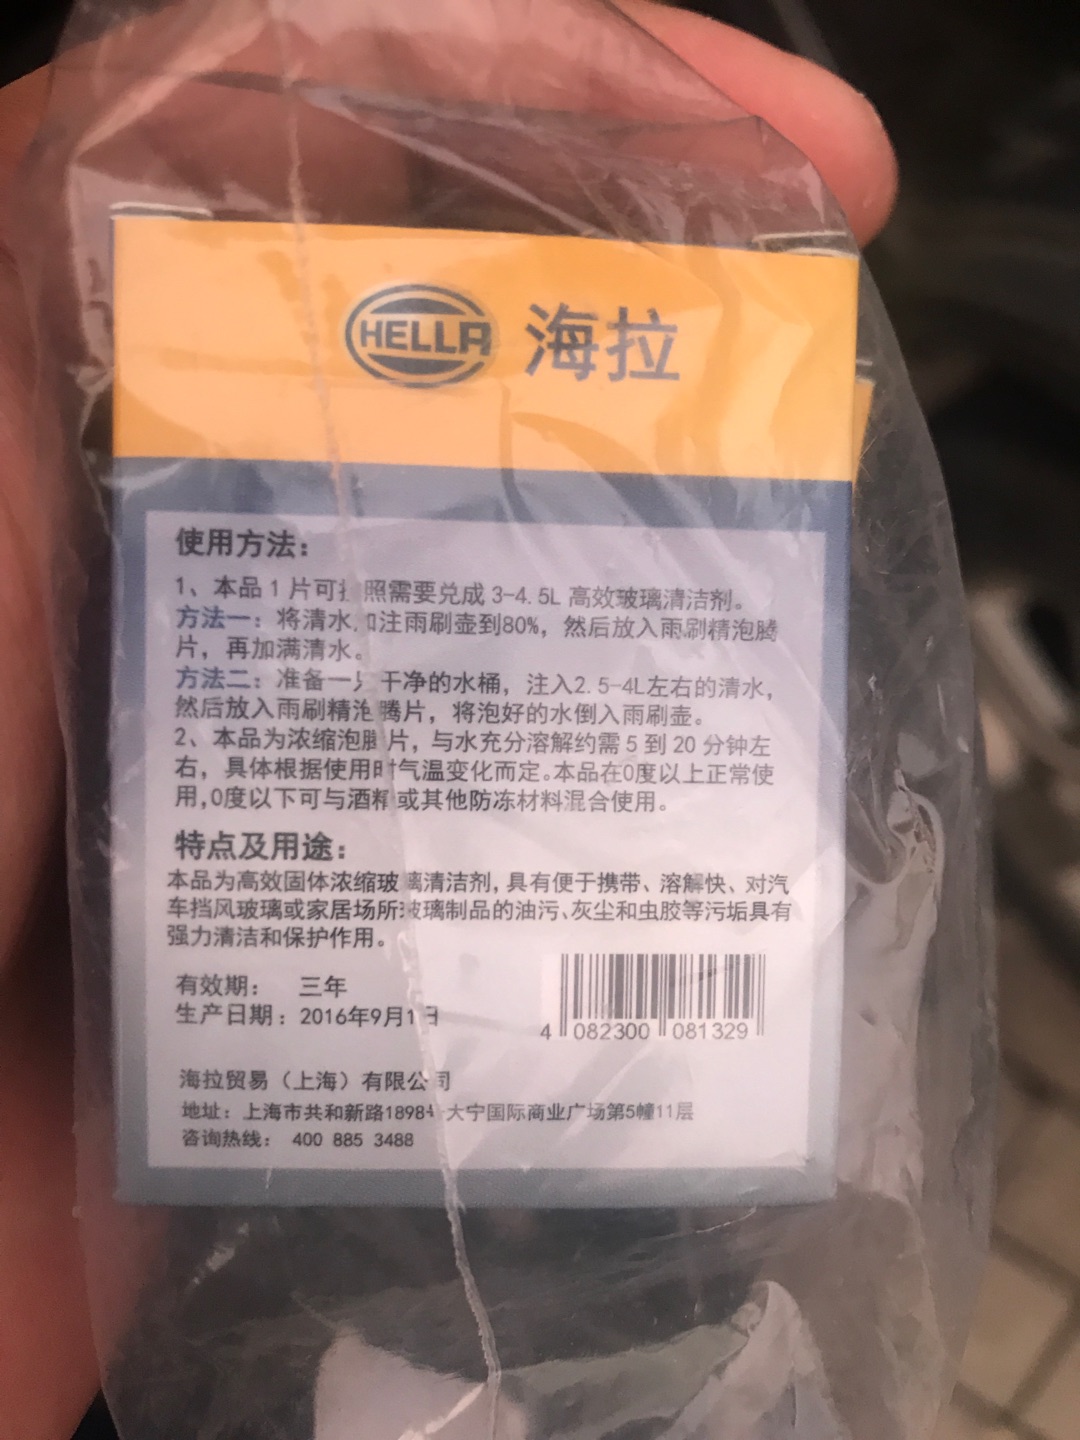 HELLA 海拉
使用方法：
1、本品1片可 照需要兑成3-4.5L高效玻璃清洁剂。
方法一：将清水加注雨刷壶到80%，然后放入雨刷精泡腾
片，再加满清水。
方法二：准备一只干净的水桶，注入2.5-4L左右的清水，
然后放入雨刷精泡腾片，将泡好的水倒入雨刷壶。
2、本品为浓缩泡腾片，与水充分溶解约需5到20分钟左
右，具体根据使用时气温变化而定。本品在0度以上正常使
用，0度以下可与酒精或其他防冻材料混合使用。
特点及用途：
本品为高效固体浓缩玻璃清洁剂，具有便于携带、溶解快、对汽
车挡风玻璃或家居场所玻璃制品的油污、灰尘和虫胶等污垢具有
强力清洁和保护作用。
有效期： 三年
生产日期：2016年9月1日
4 082300 081329
海拉贸易（上海）有限公司
地址：上海市共和新路1898号大宁国际商业广场第5幢11层
咨询热线： 400 885 3488